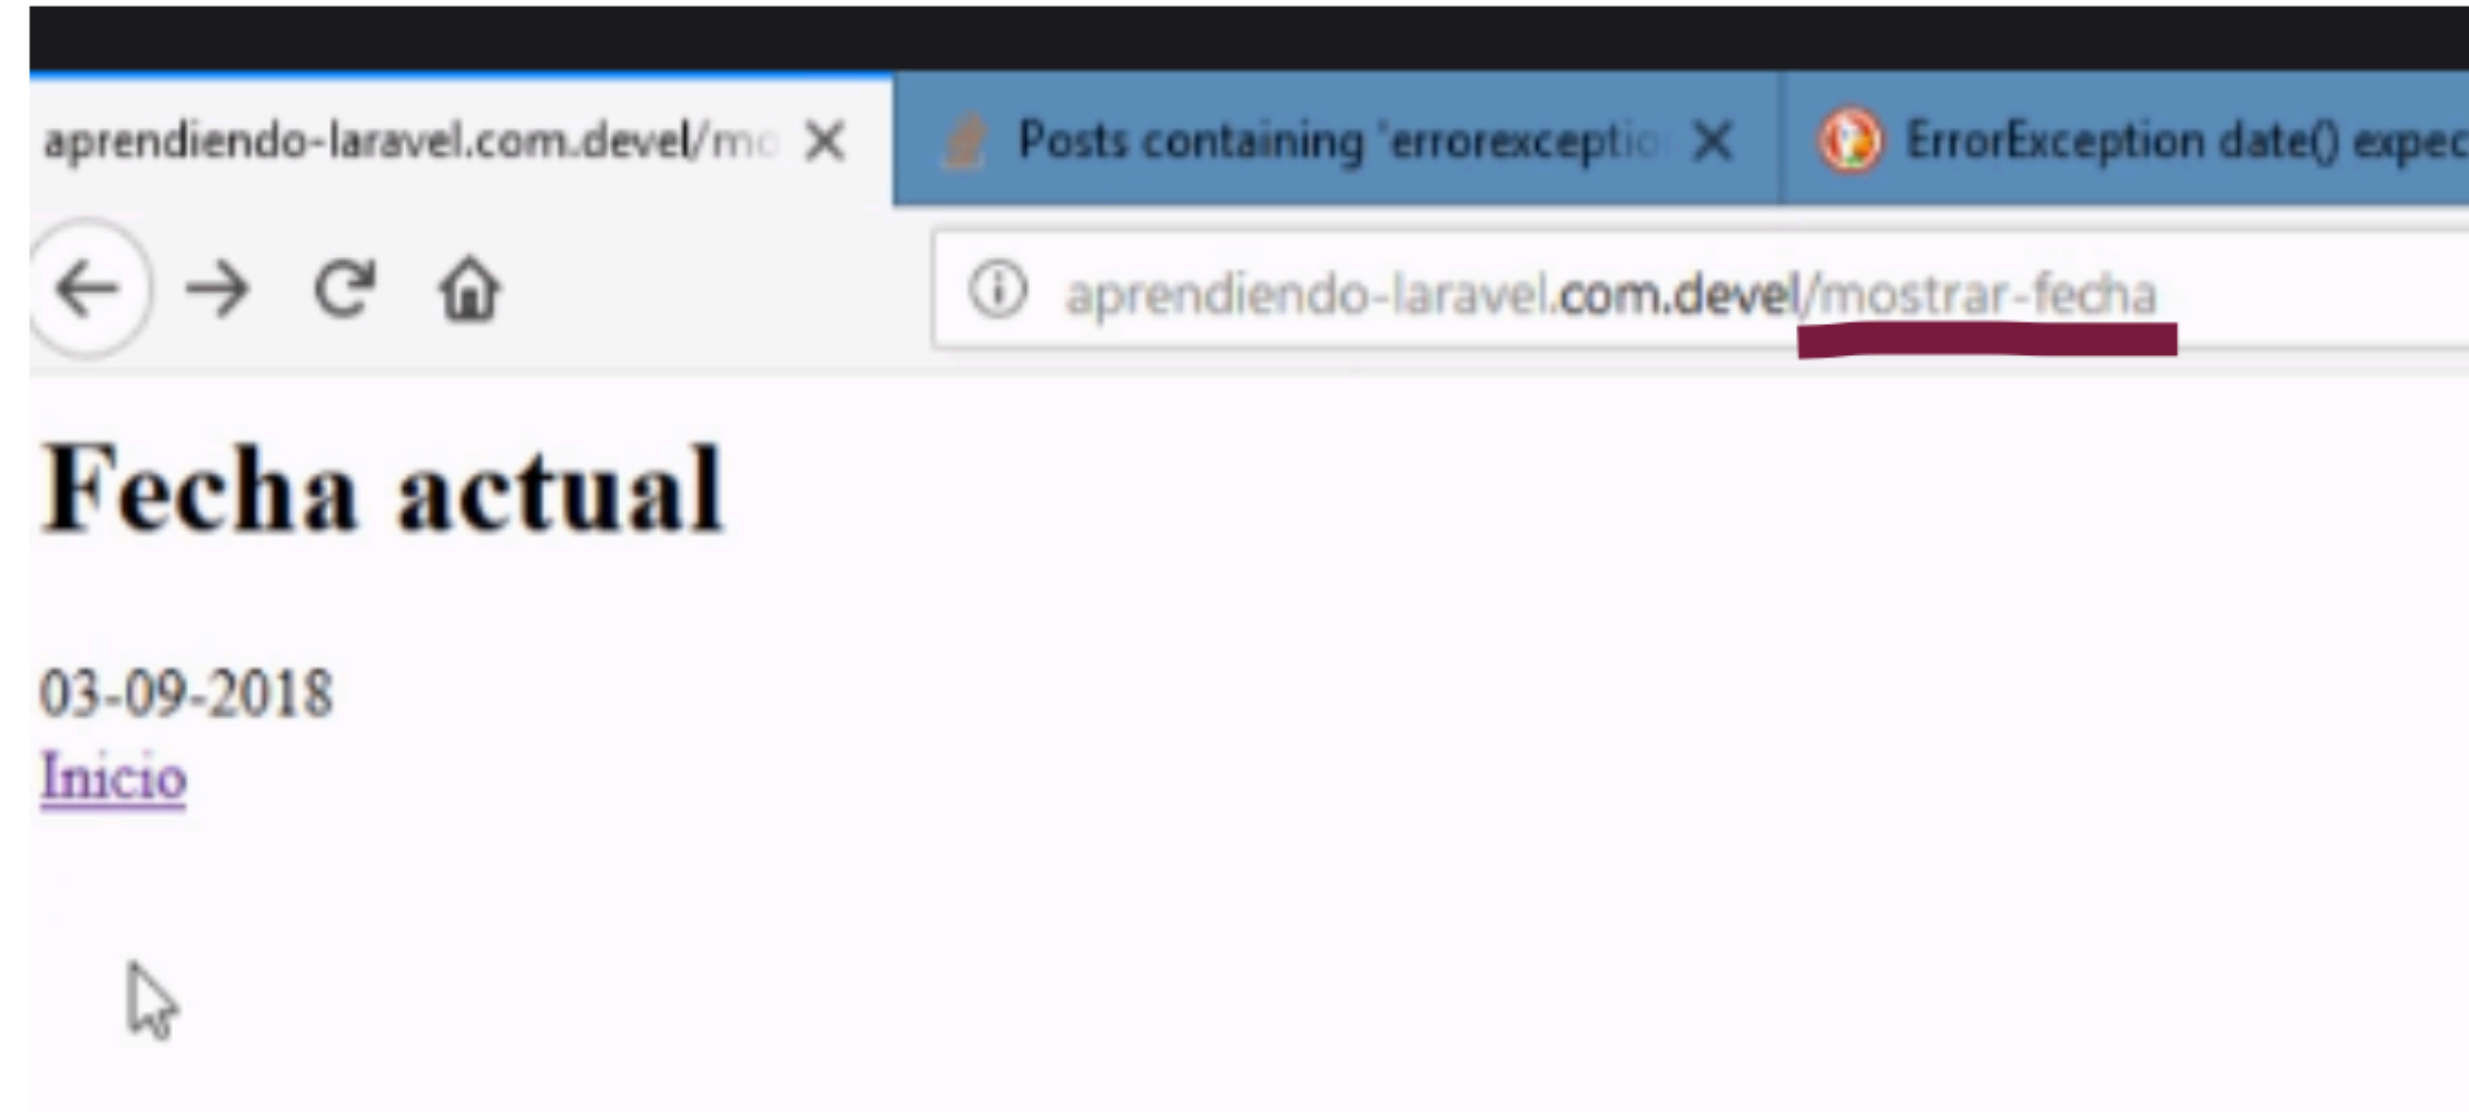 aprendiendo-laravel.com.devel/mo
Posts containing 'errorexceptio
ErrorException date() expec
aprendiendo-laravel.com.devel/mostrar-fecha
Fecha actual
03-09-2018
Inicio